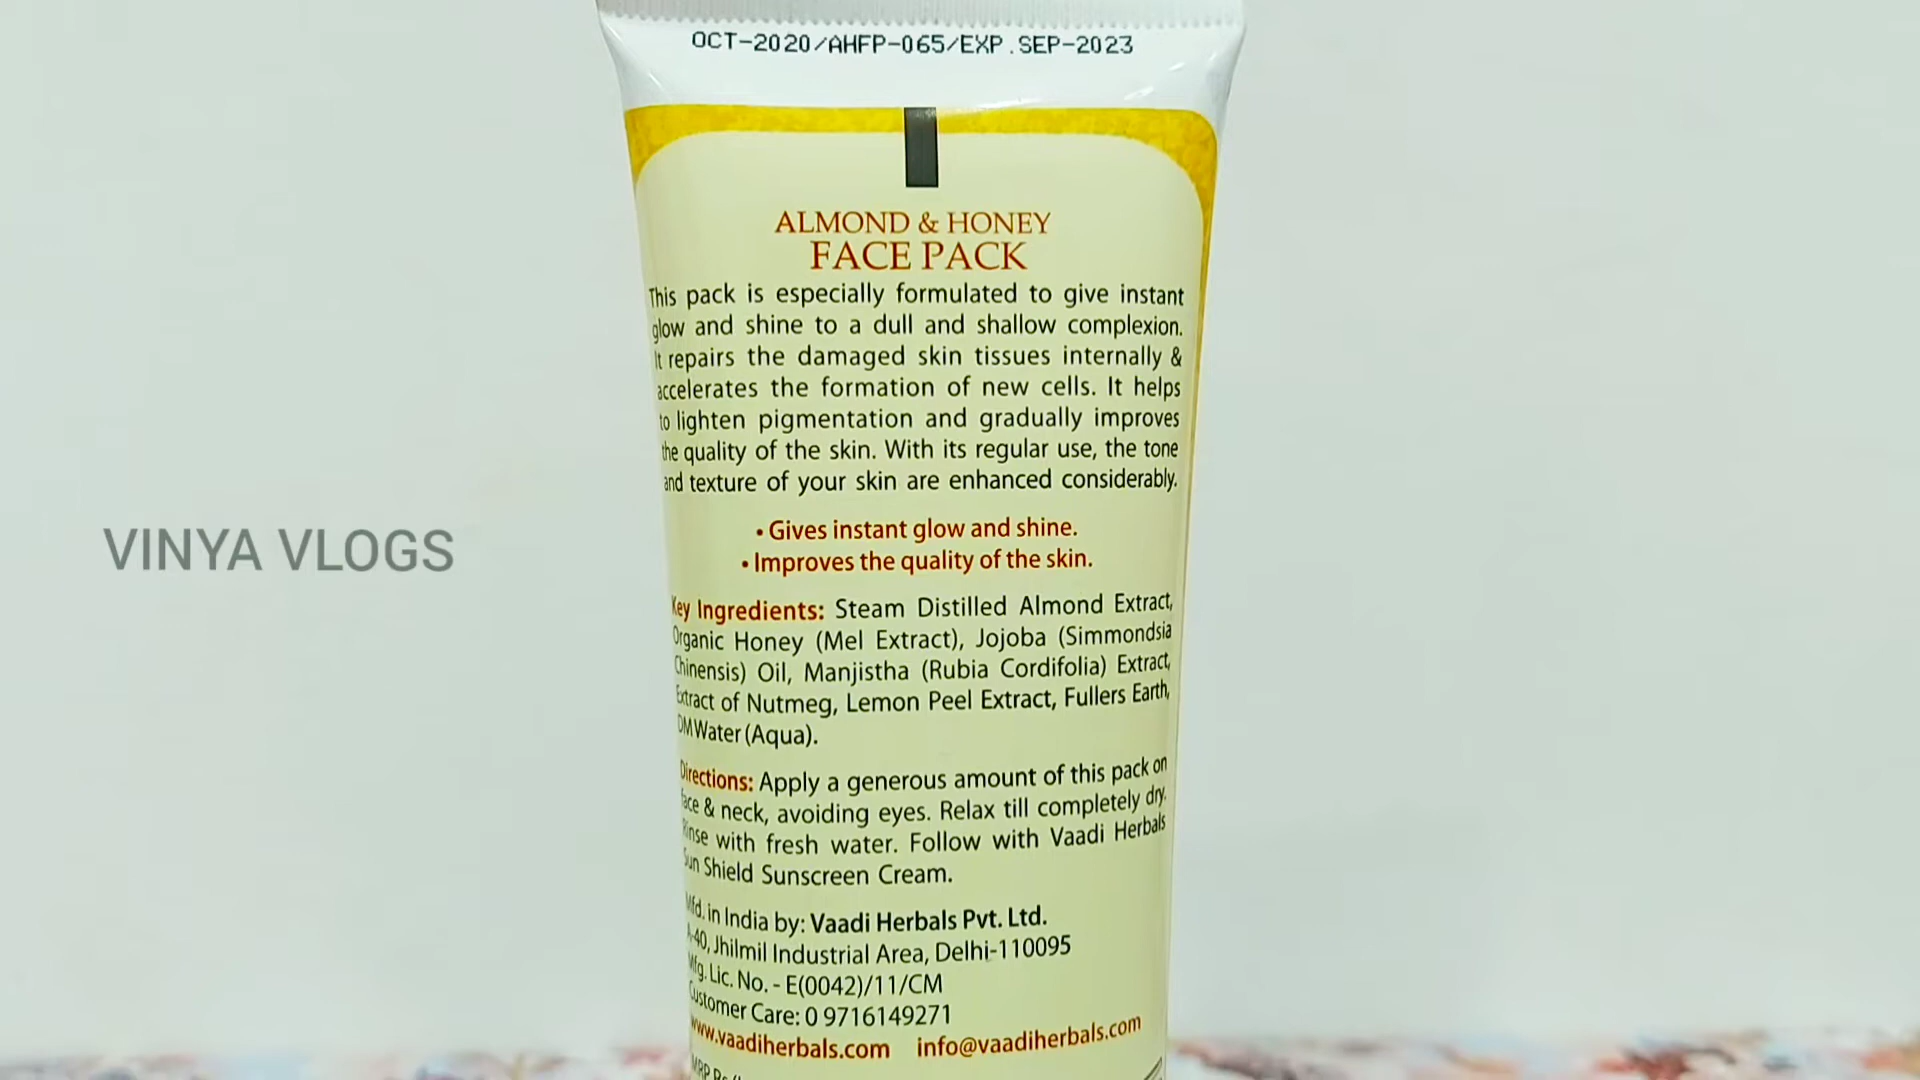 OCT-2020/AHFP-065/EXP.SEP-2023
ALMOND & HONEY
FACE PACK
This pack is especially formulated to give instant
glow and shine to a dull and shallow complexion.
It repairs the damaged skin tissues internally &
accelerates the formation of new cells. It helps
to lighten pigmentation and gradually improves
the quality of the skin. With its regular use, the tone
and texture of your skin are enhanced considerably.
• Gives instant glow and shine.
• Improves the quality of the skin.
VINYA VLOGS
Key Ingredients: Steam Distilled Almond Extract,
Organic Honey (Mel Extract), Jojoba (Simmondsia
Chinensis) Oil, Manjistha (Rubia Cordifolia) Extract,
Extract of Nutmeg, Lemon Peel Extract, Fullers Earth,
DM Water (Aqua).
Directions: Apply a generous amount of this pack on
face & neck, avoiding eyes. Relax till completely dry.
Rinse with fresh water. Follow with Vaadi Herbals
Sun Shield Sunscreen Cream.
Mfd. in India by: Vaadi Herbals Pvt. Ltd.
A-40, Jhilmil Industrial Area, Delhi-110095
Mfg. Lic. No. - E(0042)/11/CM
Customer Care: 0 9716149271
www.vaadiherbals.com info@vaadiherbals.com